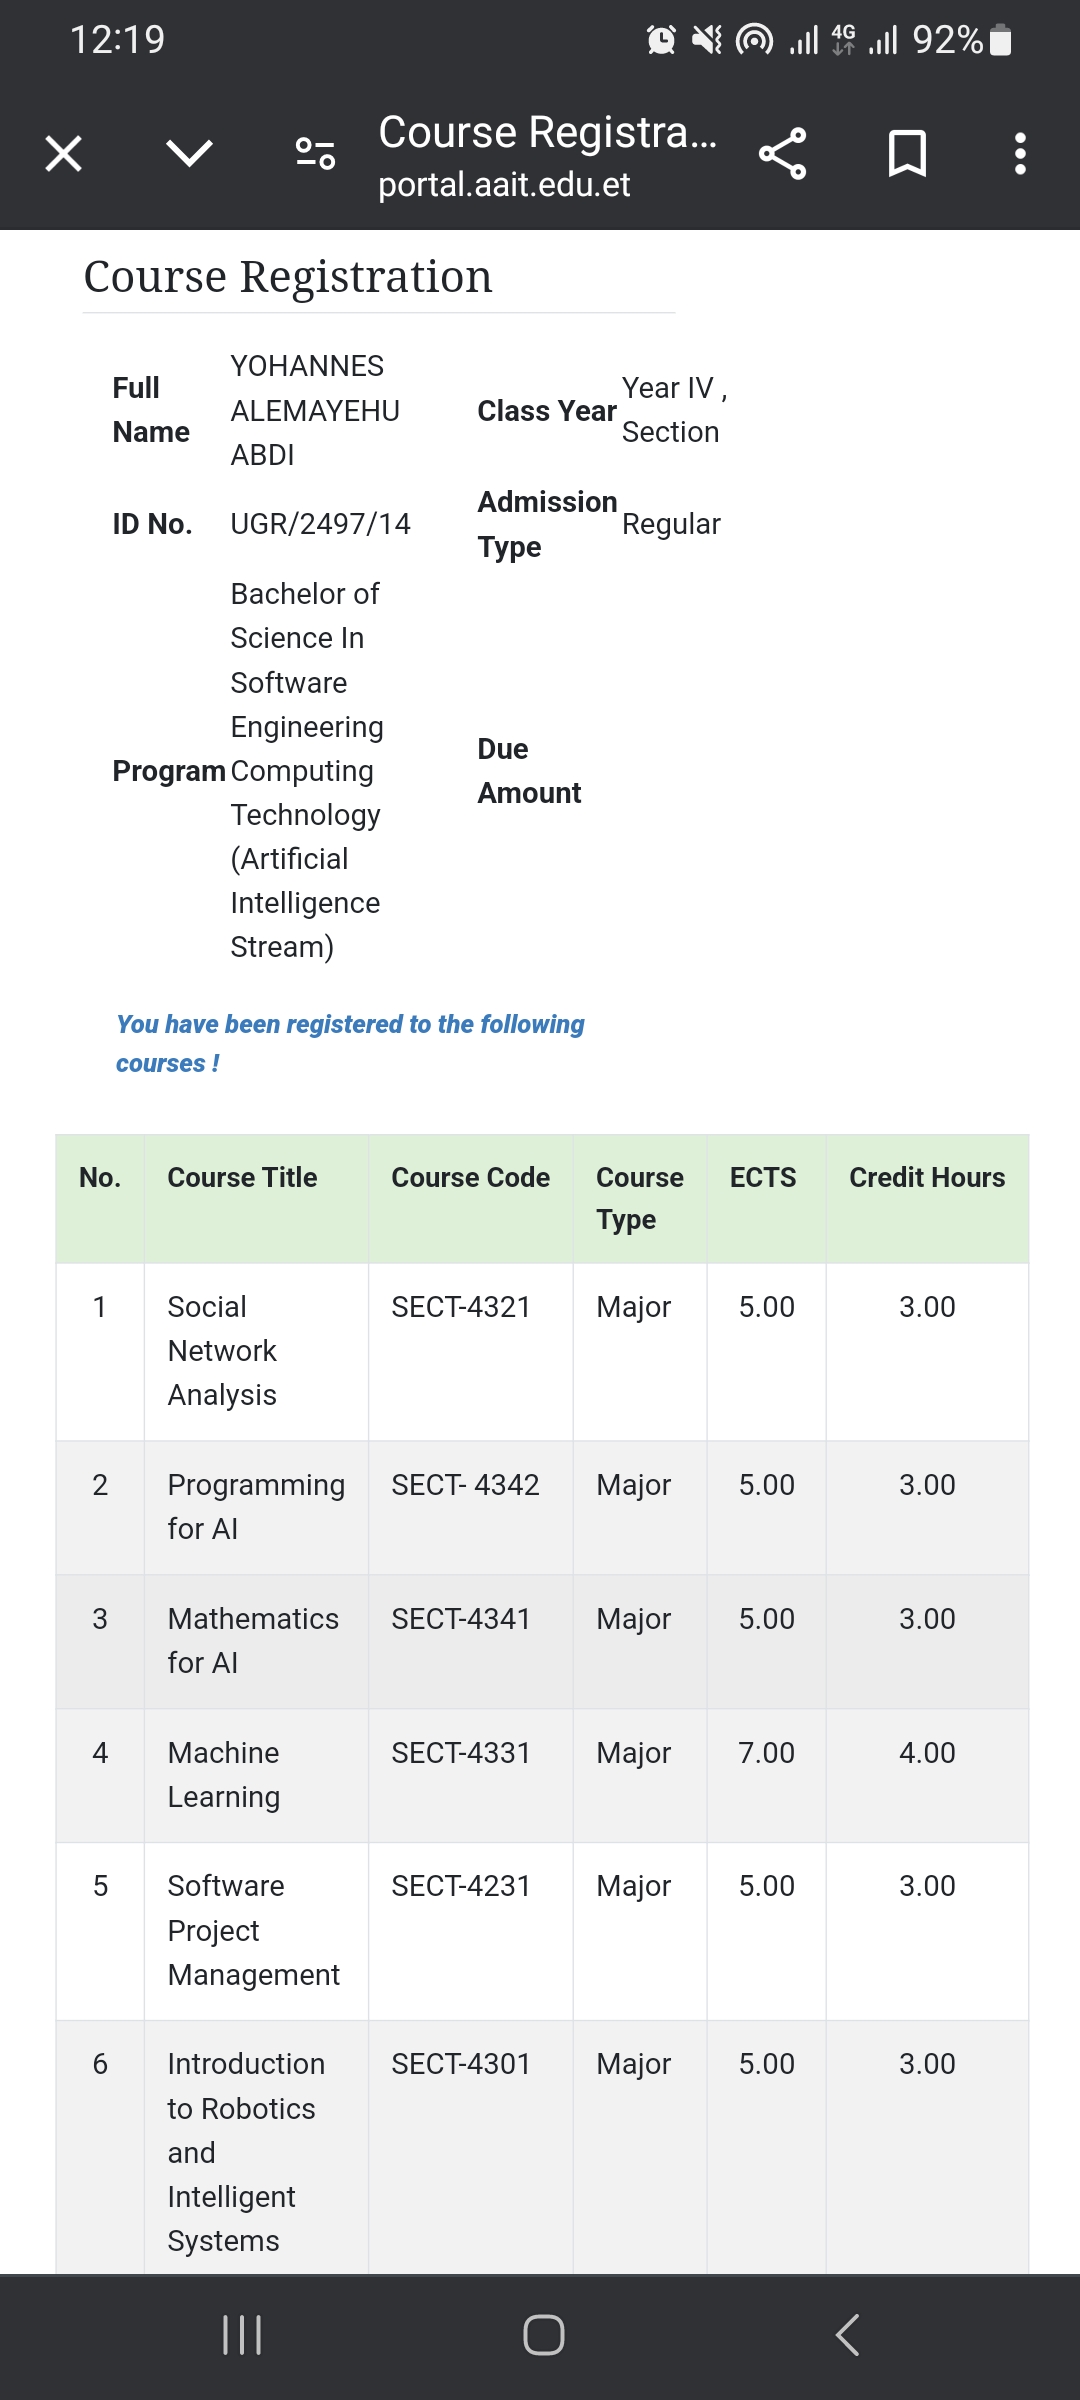 12:19
4G
92%
Course Registra...
portal.aait.edu.et
Course Registration
Full Name
YOHANNES
ALEMAYEHU
ABDI
Class Year
Year IV ,
Section
ID No.
UGR/2497/14
Admission
Type
Regular
Program
Bachelor of
Science In
Software
Engineering
Computing
Technology
(Artificial
Intelligence
Stream)
Due
Amount
You have been registered to the following
courses !
No. Course Title Course Code Course Type ECTS Credit Hours
1 Social Network Analysis SECT-4321 Major 5.00 3.00
2 Programming for AI SECT- 4342 Major 5.00 3.00
3 Mathematics for AI SECT-4341 Major 5.00 3.00
4 Machine Learning SECT-4331 Major 7.00 4.00
5 Software Project Management SECT-4231 Major 5.00 3.00
6 Introduction to Robotics and Intelligent Systems SECT-4301 Major 5.00 3.00